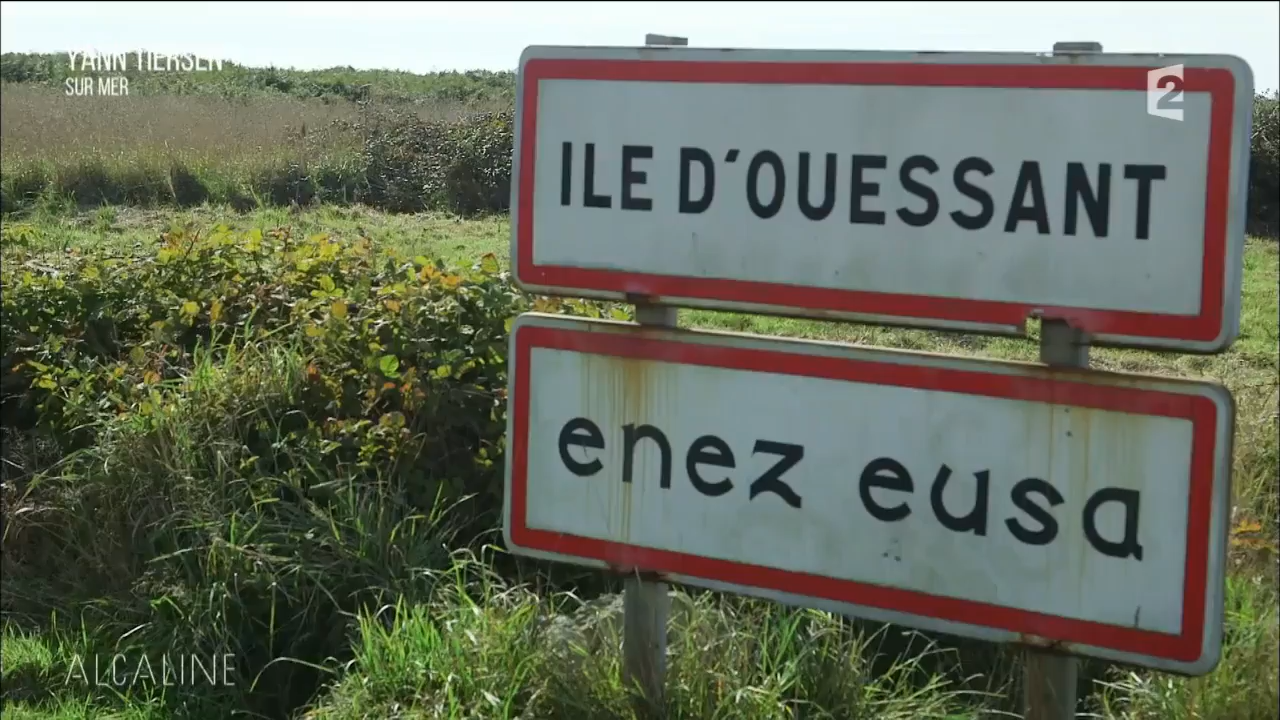 YANN TIERSEN
SUR MER
2
ILE D'OUESSANT
enez eusa
ALCALINE